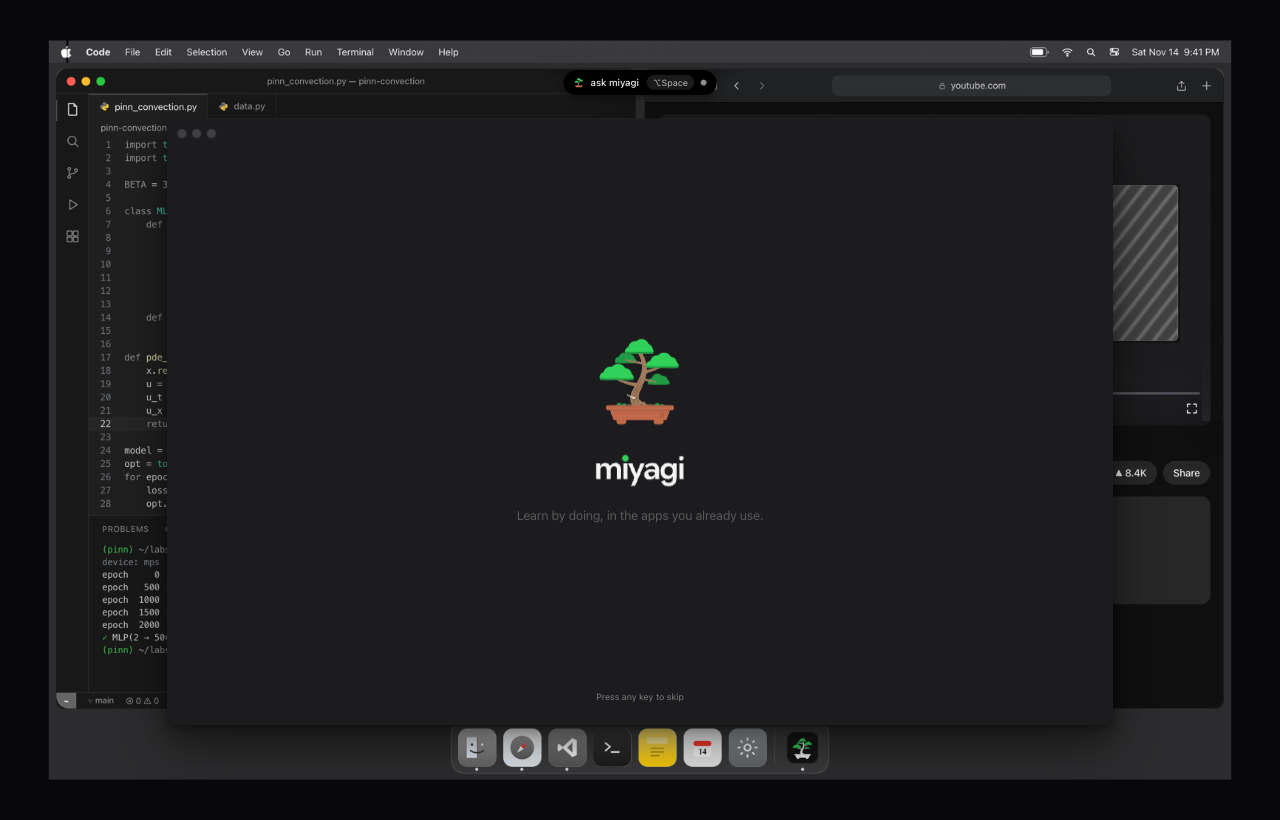 Code File Edit Selection View Go Run Terminal Window Help
Sat Nov 14 9:41 PM
pinn_convection.py — pinn-convection
ask miyagi ⌥Space
youtube.com
pinn_convection.py data.py
pinn-convection
1 import t
2 import t
3
4 BETA = 3
5
6 class ML
7 def
8
9
10
11
12
13
14 def
15
16
17 def pde_
18 x.re
19 u =
20 u_t
21 u_x
22 retu
23
24 model =
25 opt = to
26 for epoc
27 loss
28 opt.
PROBLEMS
(pinn) ~/labs
device: mps
epoch 0
epoch 500
epoch 1000
epoch 1500
epoch 2000
✓ MLP(2 → 50
(pinn) ~/labs
main 0 0
miyagi
Learn by doing, in the apps you already use.
Press any key to skip
8.4K Share
14